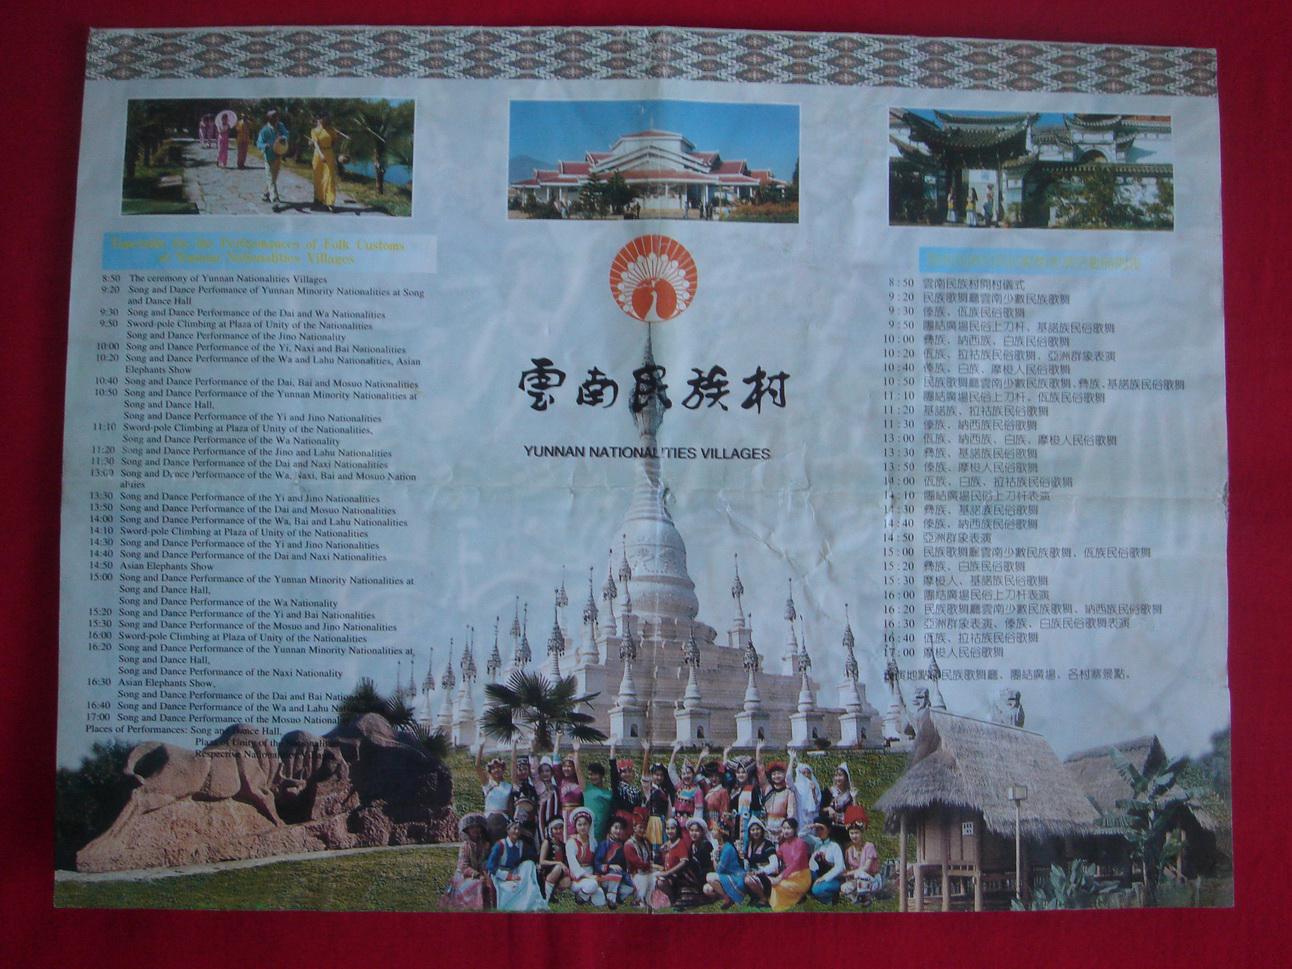 Timetable for the Performances of Folk Customs
at Yunnan Nationalities Villages
8:50 The ceremony of Yunnan Nationalities Villages
9:20 Song and Dance Perfomance of Yunnan Minority Nationalities at Song
and Dance Hall
9:30 Song and Dance Performance of the Dai and Wa Nationalities
9:50 Sword-pole Climbing at Plaza of Unity of the Nationalities
Song and Dance Performance of the Jino Nationality
10:00 Song and Dance Performance of the Yi, Naxi and Bai Nationalities
10:20 Song and Dance Performance of the Wa and Lahu Nationalities, Asian
Elephants Show
10:40 Song and Dance Performance of the Dai, Bai and Mosuo Nationalities
10:50 Song and Dance Performance of the Yunnan Minority Nationalities at
Song and Dance Hall,
Song and Dance Performance of the Yi and Jino Nationalities
11:10 Sword-pole Climbing at Plaza of Unity of the Nationalities,
Song and Dance Performance of the Wa Nationality
11:20 Song and Dance Performance of the Jino and Lahu Nationalities
11:30 Song and Dance Performance of the Dai and Naxi Nationalities
13:00 Song and Dance Performance of the Wa, Naxi, Bai and Mosuo Nation
alities
13:30 Song and Dance Performance of the Yi and Jino Nationalities
13:50 Song and Dance Performance of the Dai and Mosuo Nationalities
14:00 Song and Dance Performance of the Wa, Bai and Lahu Nationalities
14:10 Sword-pole Climbing at Plaza of Unity of the Nationalities
14:30 Song and Dance Performance of the Yi and Jino Nationalities
14:40 Song and Dance Performance of the Dai and Naxi Nationalities
14:50 Asian Elephants Show
15:00 Song and Dance Performance of the Yunnan Minority Nationalities at
Song and Dance Hall,
Song and Dance Performance of the Wa Nationality
15:20 Song and Dance Performance of the Yi and Bai Nationalities
15:30 Song and Dance Performance of the Mosuo and Jino Nationalities
16:00 Sword-pole Climbing at Plaza of Unity of the Nationalities
16:20 Song and Dance Performance of the Yunnan Minority Nationalities at
Song and Dance Hall,
Song and Dance Performance of the Naxi Nationality
16:30 Asian Elephants Show,
Song and Dance Performance of the Dai and Bai Nationalities
16:40 Song and Dance Performance of the Wa and Lahu Nationalities
17:00 Song and Dance Performance of the Mosuo Nationality
Places of Performances: Song and Dance Hall,
Plaza of Unity of the Nationalities
Respective Nationalities
雲南民族村
YUNNAN NATIONALITIES VILLAGES
8:50 雲南民族村開村儀式
9:20 民族歌舞廳雲南少數民族歌舞
9:30 傣族、佤族民俗歌舞
9:50 團結廣場民俗上刀杆、基諾族民俗歌舞
10:00 彝族、納西族、白族民俗歌舞
10:20 佤族、拉祜族民俗歌舞、亞洲群象表演
10:40 傣族、白族、摩梭人民俗歌舞
10:50 民族歌舞廳雲南少數民族歌舞、彝族、基諾族民俗歌舞
11:10 團結廣場民俗上刀杆、佤族民俗歌舞
11:20 基諾族、拉祜族民俗歌舞
11:30 傣族、納西族民俗歌舞
13:00 佤族、納西族、白族、摩梭人民俗歌舞
13:30 彝族、基諾族民俗歌舞
13:50 傣族、摩梭人民俗歌舞
14:00 佤族、白族、拉祜族民俗歌舞
14:10 團結廣場民俗上刀杆表演
14:30 彝族、基諾族民俗歌舞
14:40 傣族、納西族民俗歌舞
14:50 亞洲群象表演
15:00 民族歌舞廳雲南少數民族歌舞、佤族民俗歌舞
15:20 彝族、白族民俗歌舞
15:30 摩梭人、基諾族民俗歌舞
16:00 團結廣場民俗上刀杆表演
16:20 民族歌舞廳雲南少數民族歌舞、納西族民俗歌舞
16:30 亞洲群象表演、傣族、白族民俗歌舞表演
16:40 佤族、拉祜族民俗歌舞
17:00 摩梭人民俗歌舞
地點：民族歌舞廳、團結廣場、各村寨景點。